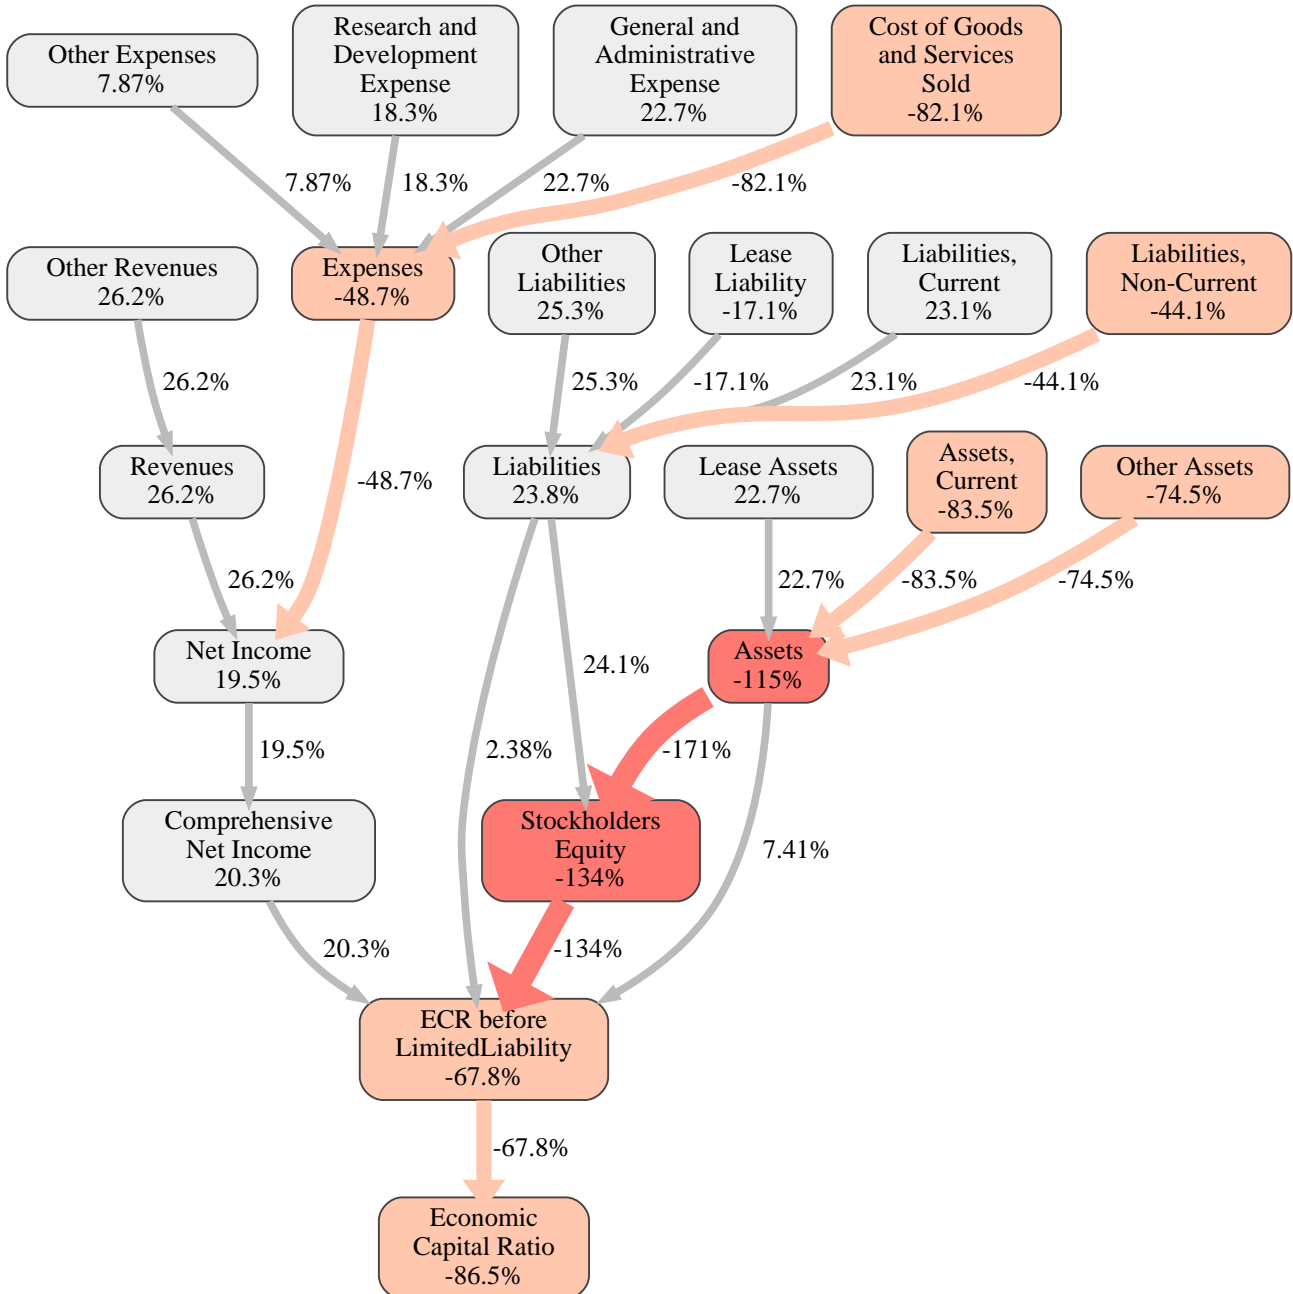 Other Expenses
7.87%
Research and
Development
Expense
18.3%
General and
Administrative
Expense
22.7%
Cost of Goods
and Services
Sold
-82.1%
7.87%
18.3%
22.7%
-82.1%
Other Revenues
26.2%
Expenses
-48.7%
Other
Liabilities
25.3%
Lease
Liability
-17.1%
Liabilities,
Current
23.1%
Liabilities,
Non-Current
-44.1%
26.2%
25.3%
-17.1%
23.1%
-44.1%
Revenues
26.2%
-48.7%
Liabilities
23.8%
Lease Assets
22.7%
Assets,
Current
-83.5%
Other Assets
-74.5%
26.2%
22.7%
-83.5%
-74.5%
Net Income
19.5%
24.1%
Assets
-115%
19.5%
2.38%
-171%
Comprehensive
Net Income
20.3%
Stockholders
Equity
-134%
7.41%
20.3%
-134%
ECR before
LimitedLiability
-67.8%
-67.8%
Economic
Capital Ratio
-86.5%